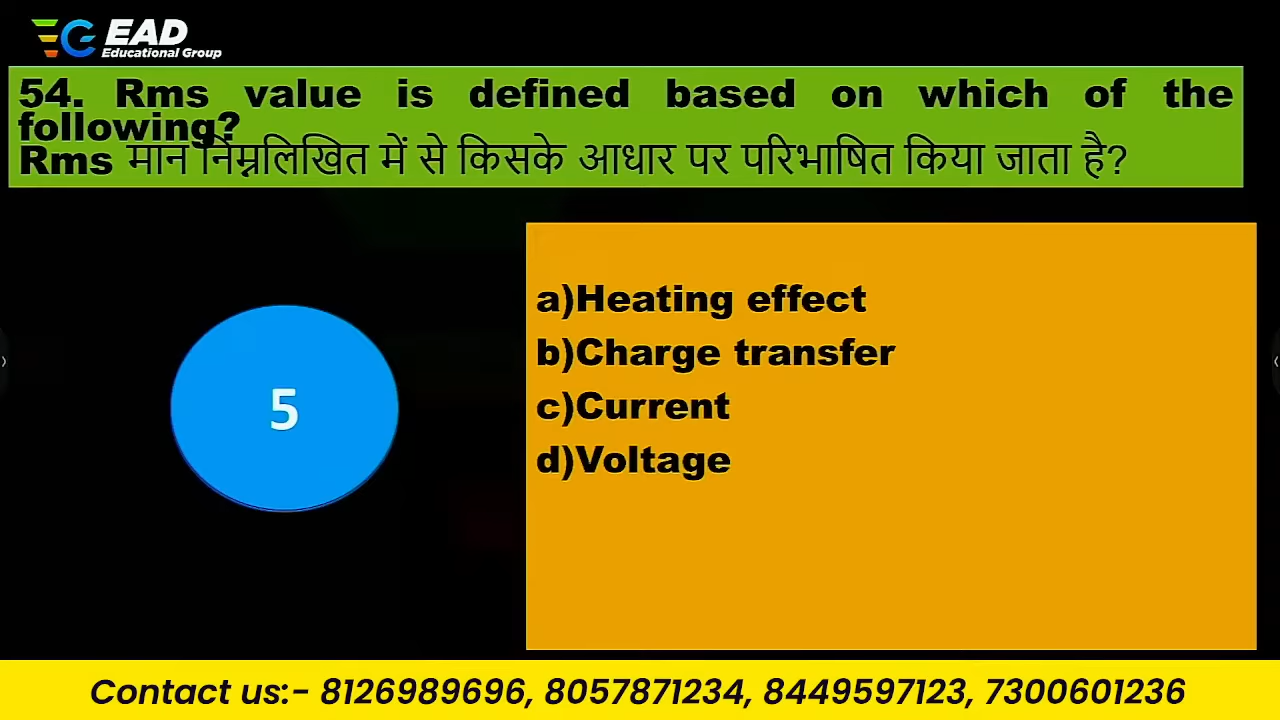 EAD
Educational Group
54. Rms value is defined based on which of the
following?
Rms मान निम्नलिखित में से किसके आधार पर परिभाषित किया जाता है?
a)Heating effect
b)Charge transfer
c)Current
d)Voltage
5
Contact us:- 8126989696, 8057871234, 8449597123, 7300601236